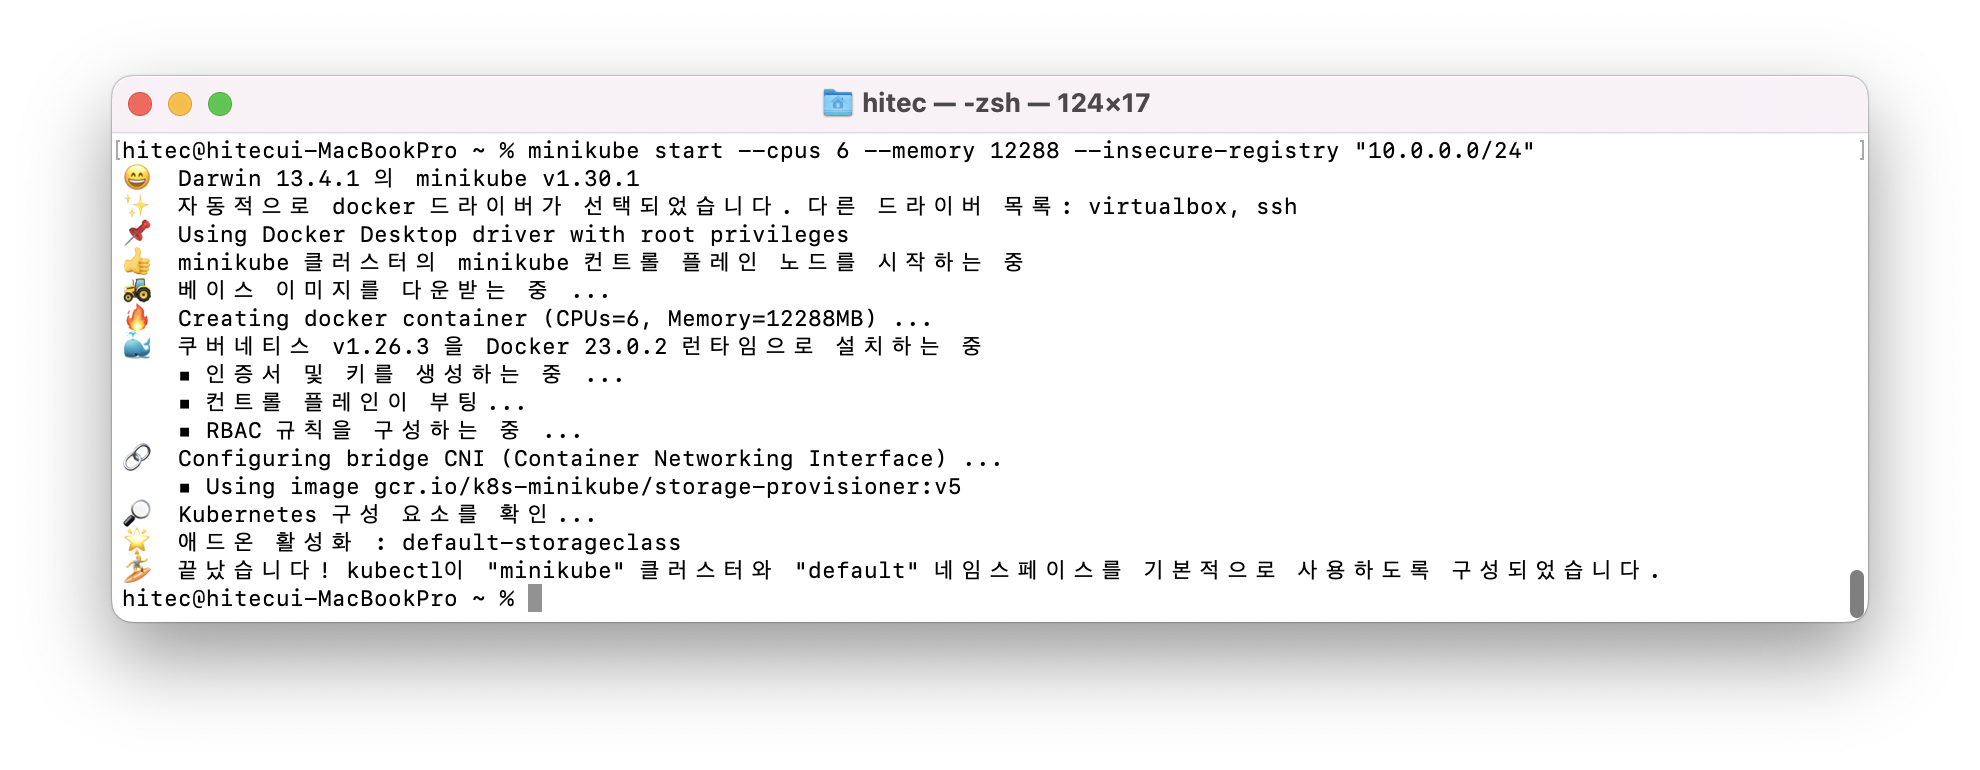 hitec — -zsh — 124×17
hitec@hitecui-MacBookPro ~ % minikube start --cpus 6 --memory 12288 --insecure-registry "10.0.0.0/24"
😄 Darwin 13.4.1 의 minikube v1.30.1
✨ 자동적으로 docker 드라이버가 선택되었습니다. 다른 드라이버 목록: virtualbox, ssh
📌 Using Docker Desktop driver with root privileges
👍 minikube 클러스터의 minikube 컨트롤 플레인 노드를 시작하는 중
🚜 베이스 이미지를 다운받는 중 ...
🔥 Creating docker container (CPUs=6, Memory=12288MB) ...
🐳 쿠버네티스 v1.26.3 을 Docker 23.0.2 런타임으로 설치하는 중
▪ 인증서 및 키를 생성하는 중 ...
▪ 컨트롤 플레인이 부팅...
▪ RBAC 규칙을 구성하는 중 ...
🔗 Configuring bridge CNI (Container Networking Interface) ...
▪ Using image gcr.io/k8s-minikube/storage-provisioner:v5
🔎 Kubernetes 구성 요소를 확인...
🌟 애드온 활성화 : default-storageclass
🏄 끝났습니다! kubectl이 "minikube" 클러스터와 "default" 네임스페이스를 기본적으로 사용하도록 구성되었습니다.
hitec@hitecui-MacBookPro ~ %